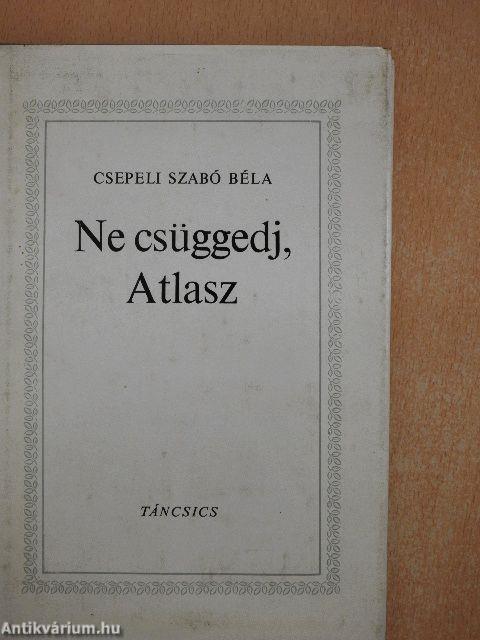 CSEPELI SZABÓ BÉLA
Ne csüggedj,
Atlasz
TÁNCSICS
Antikvárium.hu